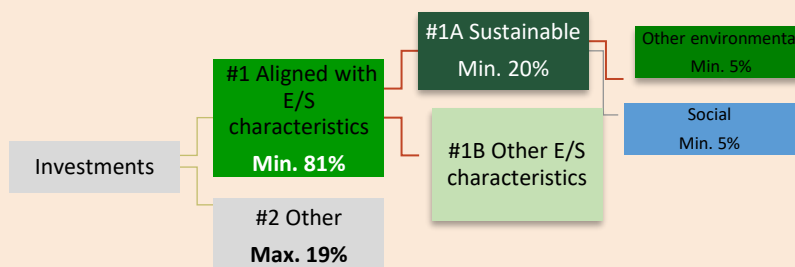 Investments
#1 Aligned with
E/S
characteristics
Min. 81%
#2 Other
Max. 19%
#1A Sustainable
Min. 20%
#1B Other E/S
characteristics
Other environmenta
Min. 5%
Social
Min. 5%